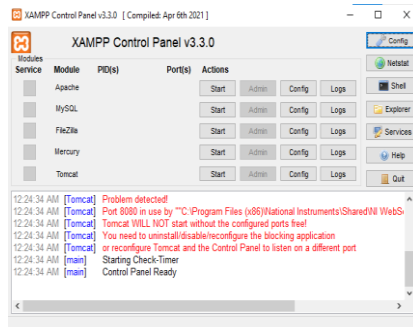 XAMPP Control Panel v3.3.0 [ Compiled: Apr 6th 2021 ]
XAMPP Control Panel v3.3.0
Config
Modules
Service Module PID(s) Port(s) Actions
Netstat
Apache Start Admin Config Logs
Shell
MySQL Start Admin Config Logs
Explorer
FileZilla Start Admin Config Logs
Services
Mercury Start Admin Config Logs
Help
Tomcat Start Admin Config Logs
Quit
12:24:34 AM [Tomcat] Problem detected!
12:24:34 AM [Tomcat] Port 8080 in use by ""C:\Program Files (x86)\National Instruments\Shared\NI WebS
12:24:34 AM [Tomcat] Tomcat WILL NOT start without the configured ports free!
12:24:34 AM [Tomcat] You need to uninstall/disable/reconfigure the blocking application
12:24:34 AM [Tomcat] or reconfigure Tomcat and the Control Panel to listen on a different port
12:24:34 AM [main] Starting Check-Timer
12:24:34 AM [main] Control Panel Ready